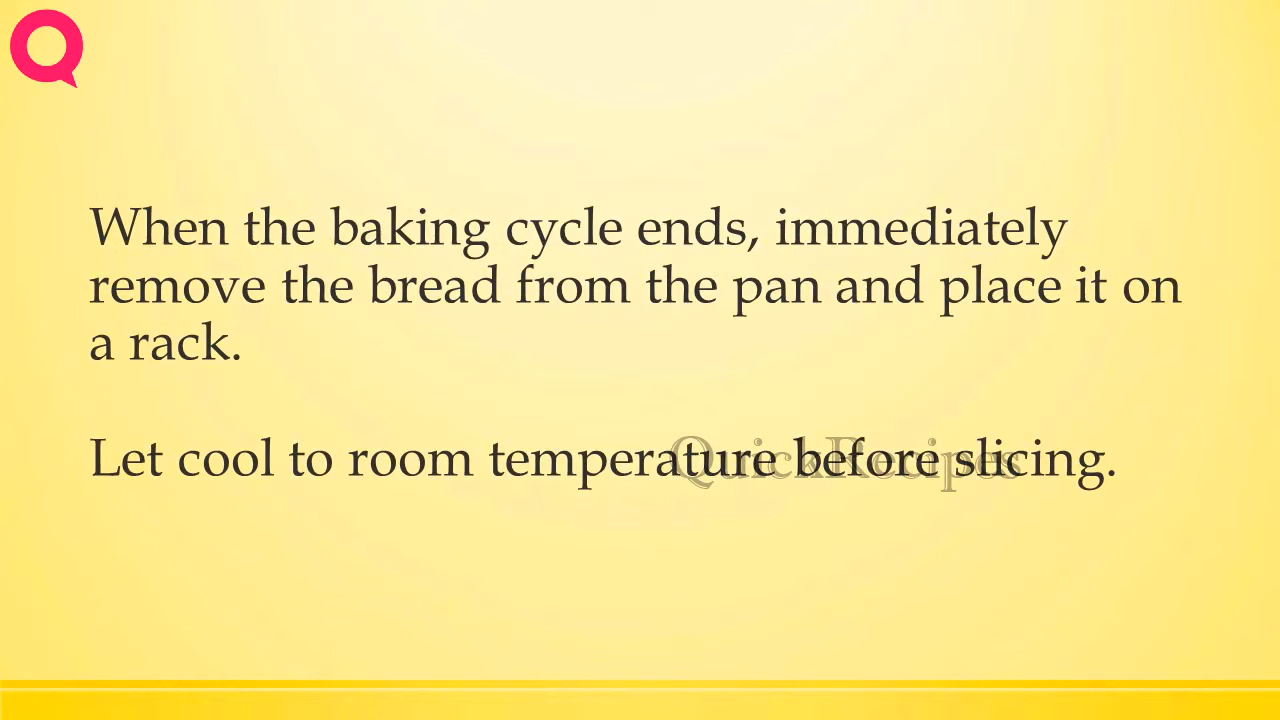 When the baking cycle ends, immediately
remove the bread from the pan and place it on
a rack.
Let cool to room temperature before slicing.
QuickRecipes